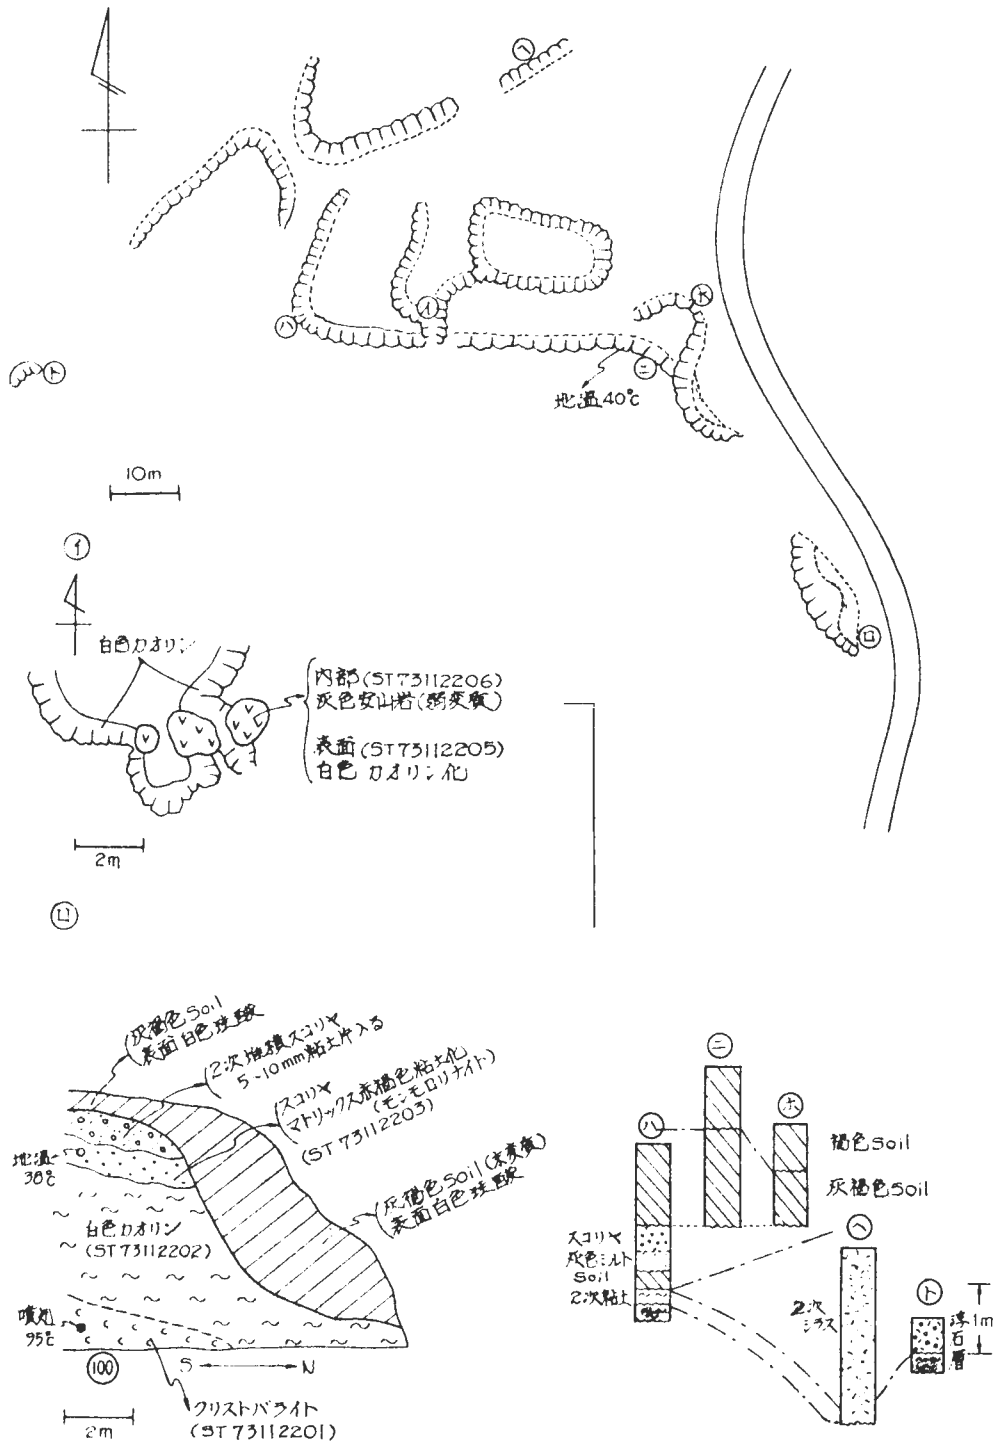 ヘ
イ
ハ
ホ
ニ
ト
地温40℃
10m
ロ
イ
白色カオリン
内部(ST73112206)
灰色安山岩(弱変質)
表面(ST73112205)
白色カオリン化
2m
ロ
灰褐色Soil
表面白色珪酸
2次堆積スコリヤ
5~10mm粘土片入る
スコリヤ
マトリックス赤褐色粘土化
(モンモロリナイト)
(ST73112203)
灰褐色Soil(未変質)
表面白色珪酸
地温
38℃
白色カオリン
(ST73112202)
噴気
95℃
100
S
N
クリストバライト
(ST73112201)
2m
ニ
ハ
ホ
褐色Soil
灰褐色Soil
スコリヤ
灰色シルト
Soil
2次粘土
ヘ
2次
シラス
ト
浮石層
1m